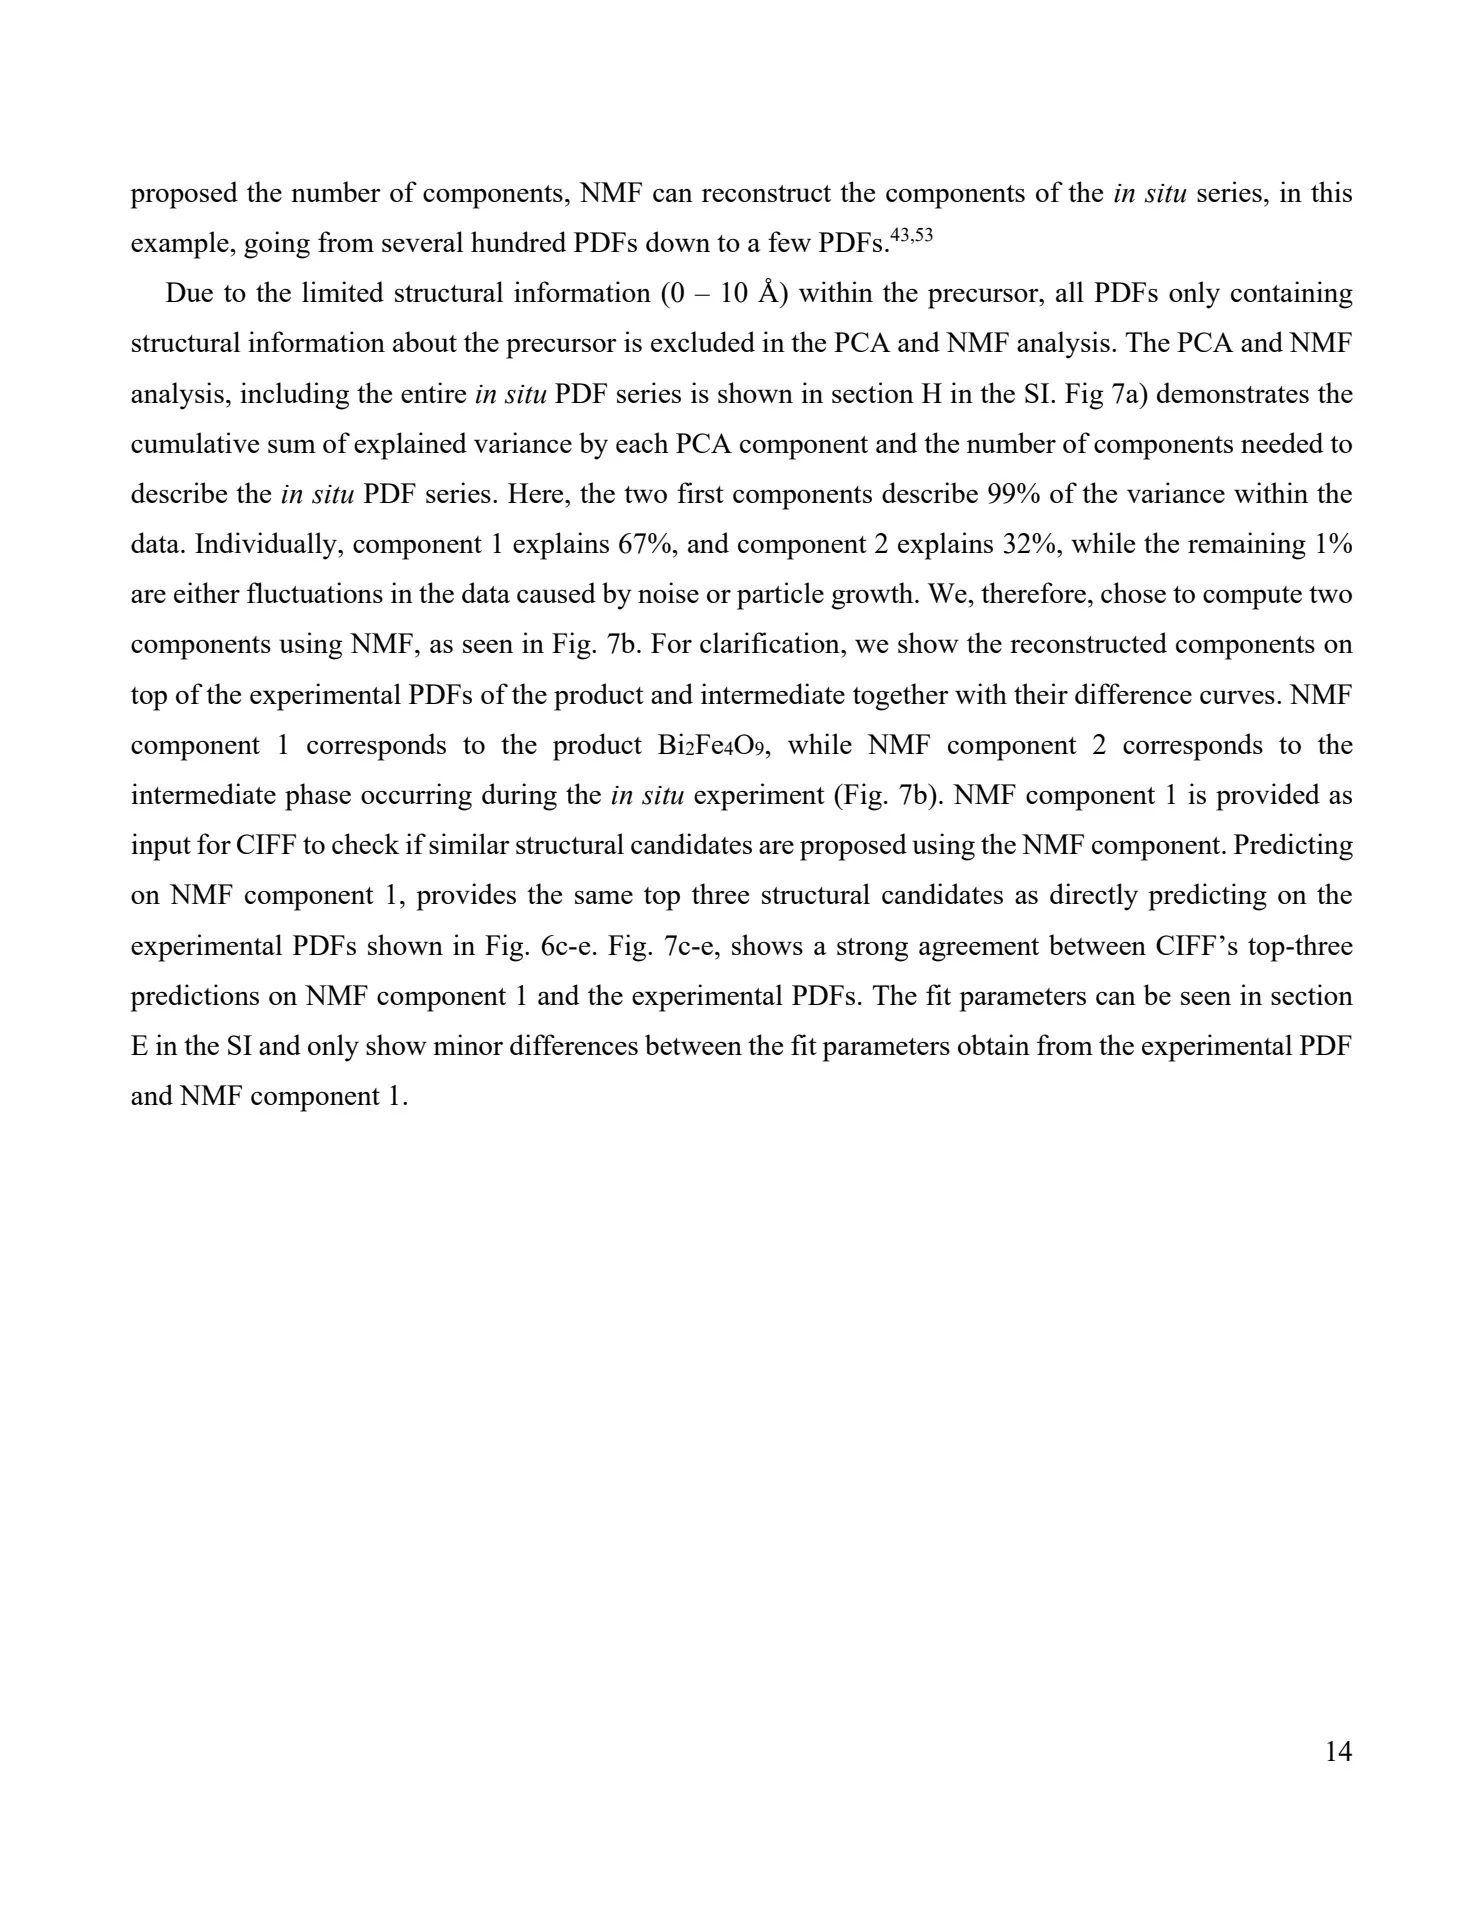 proposed the number of components, NMF can reconstruct the components of the in situ series, in this
example, going from several hundred PDFs down to a few PDFs.43,53
Due to the limited structural information (0 – 10 Å) within the precursor, all PDFs only containing
structural information about the precursor is excluded in the PCA and NMF analysis. The PCA and NMF
analysis, including the entire in situ PDF series is shown in section H in the SI. Fig 7a) demonstrates the
cumulative sum of explained variance by each PCA component and the number of components needed to
describe the in situ PDF series. Here, the two first components describe 99% of the variance within the
data. Individually, component 1 explains 67%, and component 2 explains 32%, while the remaining 1%
are either fluctuations in the data caused by noise or particle growth. We, therefore, chose to compute two
components using NMF, as seen in Fig. 7b. For clarification, we show the reconstructed components on
top of the experimental PDFs of the product and intermediate together with their difference curves. NMF
component 1 corresponds to the product Bi2Fe4O9, while NMF component 2 corresponds to the
intermediate phase occurring during the in situ experiment (Fig. 7b). NMF component 1 is provided as
input for CIFF to check if similar structural candidates are proposed using the NMF component. Predicting
on NMF component 1, provides the same top three structural candidates as directly predicting on the
experimental PDFs shown in Fig. 6c-e. Fig. 7c-e, shows a strong agreement between CIFF’s top-three
predictions on NMF component 1 and the experimental PDFs. The fit parameters can be seen in section
E in the SI and only show minor differences between the fit parameters obtain from the experimental PDF
and NMF component 1.
14